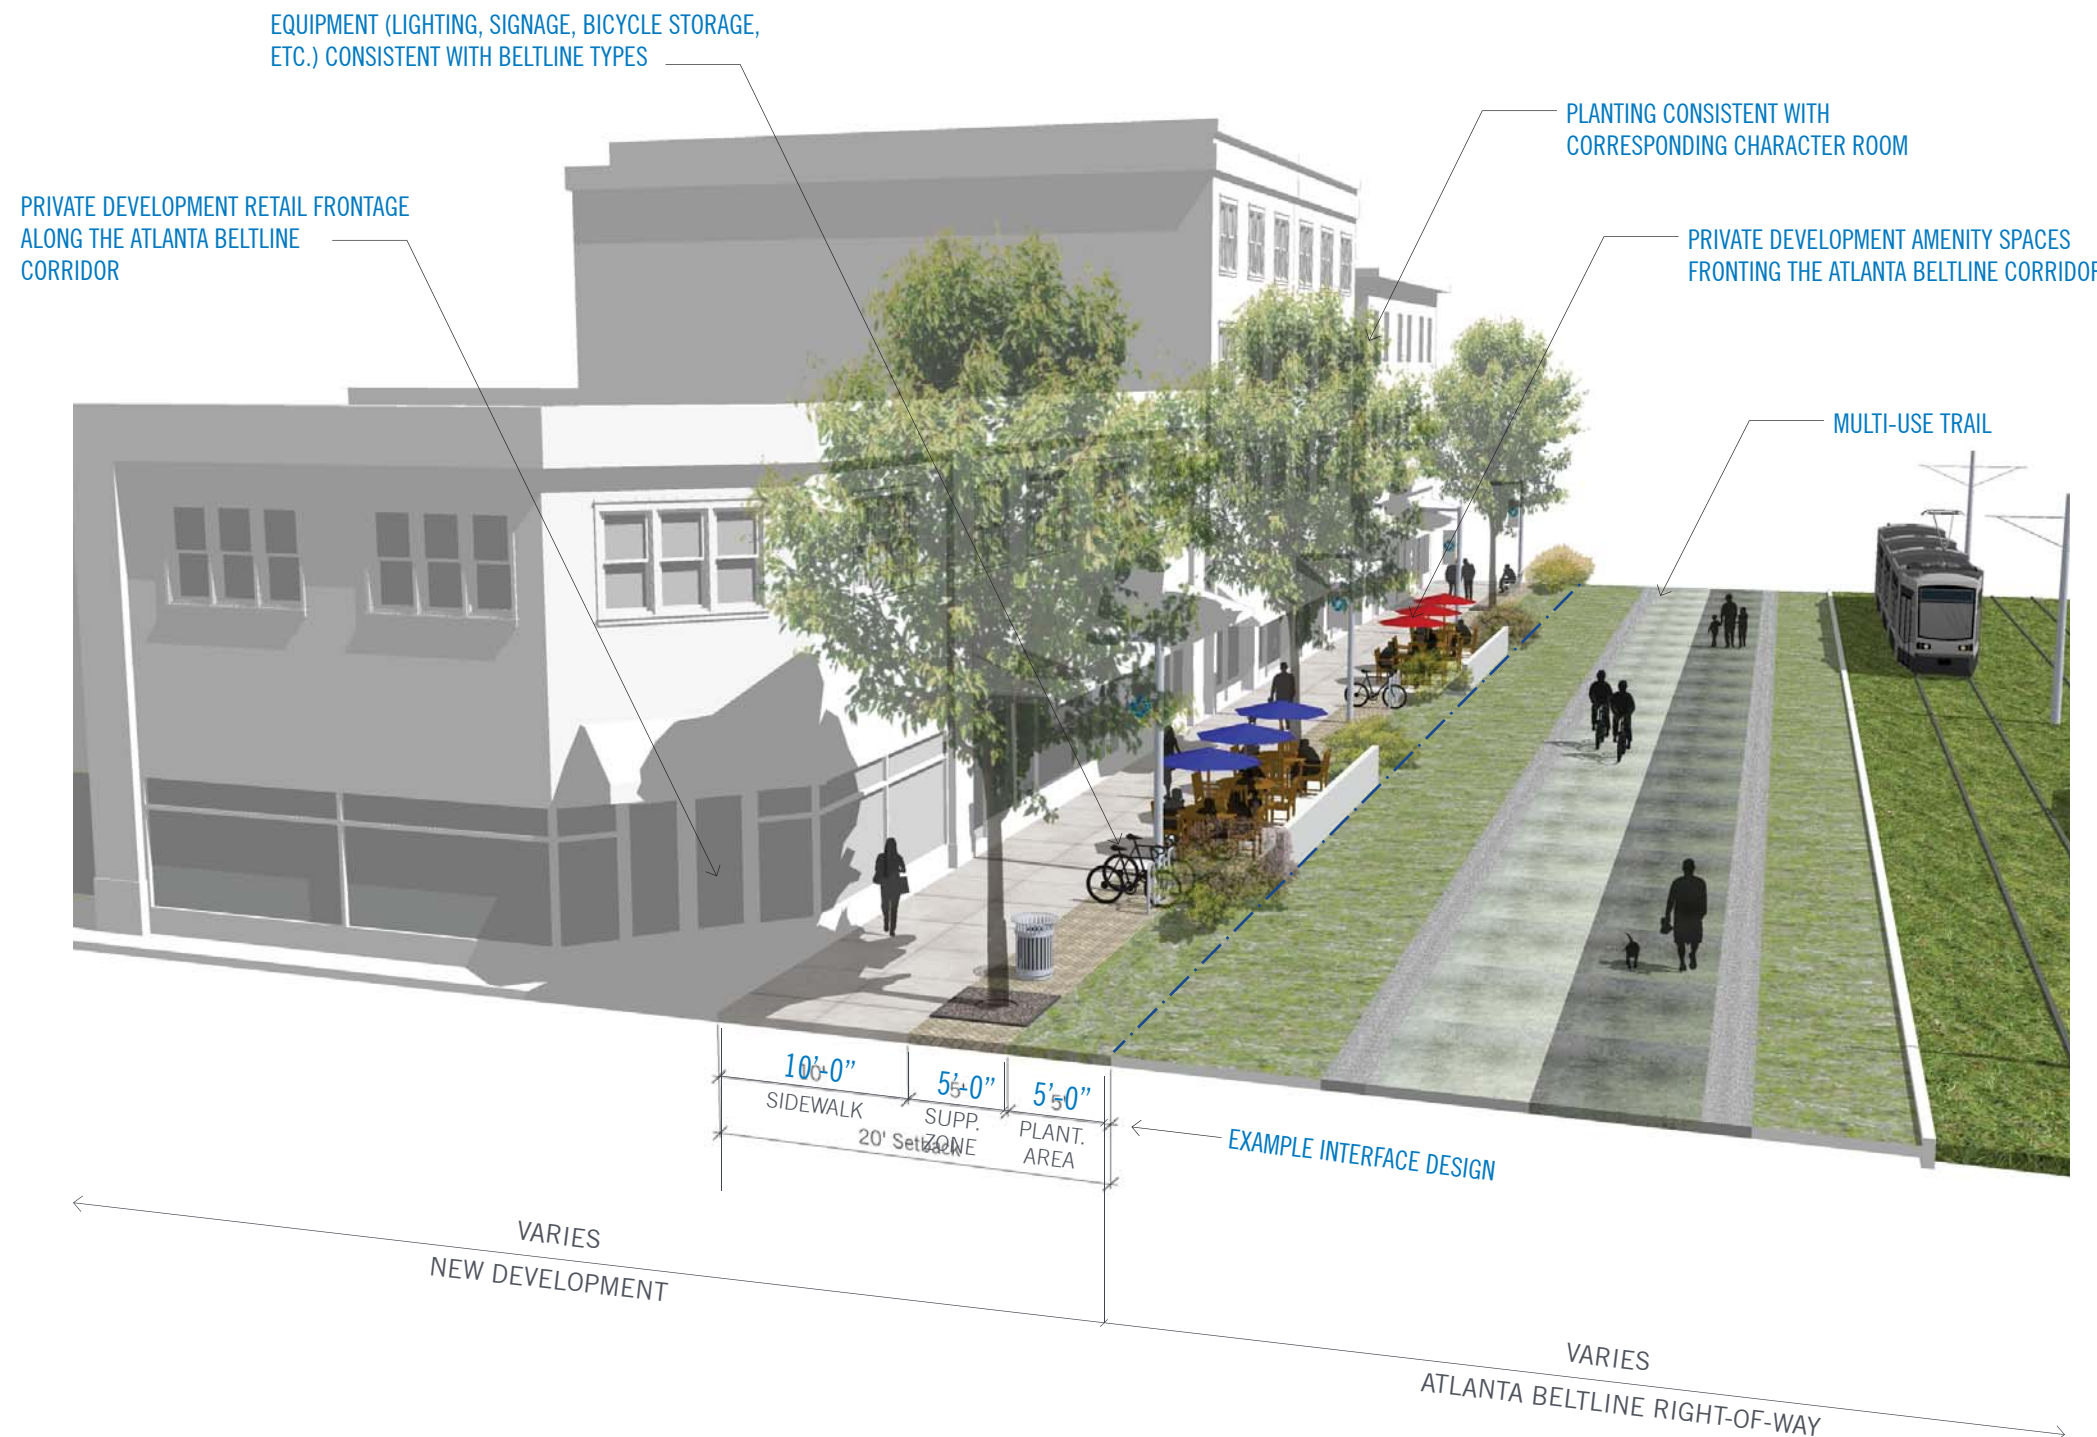 EQUIPMENT (LIGHTING, SIGNAGE, BICYCLE STORAGE,
ETC.) CONSISTENT WITH BELTLINE TYPES
PLANTING CONSISTENT WITH
CORRESPONDING CHARACTER ROOM
PRIVATE DEVELOPMENT RETAIL FRONTAGE
ALONG THE ATLANTA BELTLINE
CORRIDOR
PRIVATE DEVELOPMENT AMENITY SPACES
FRONTING THE ATLANTA BELTLINE CORRIDOR
MULTI-USE TRAIL
10'-0"
10'
SIDEWALK
5'-0"
5'
SUPP.
ZONE
5'-0"
5'
PLANT.
AREA
20' Setback
EXAMPLE INTERFACE DESIGN
VARIES
NEW DEVELOPMENT
VARIES
ATLANTA BELTLINE RIGHT-OF-WAY